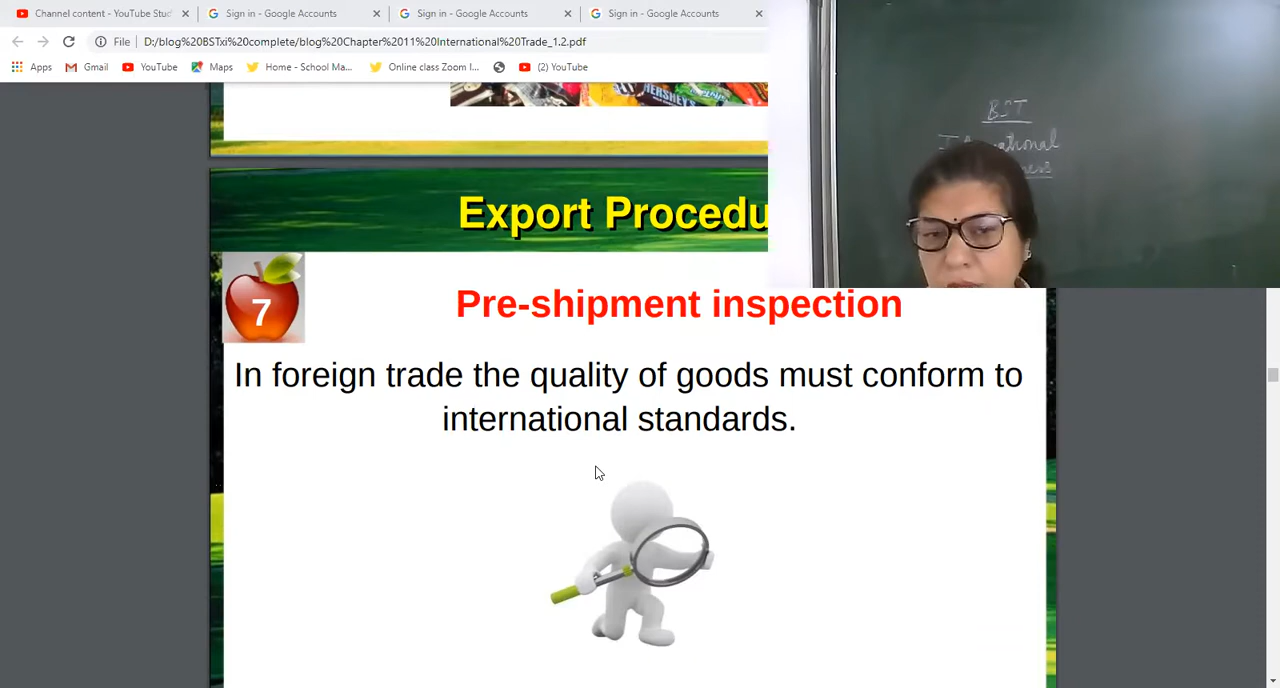 Channel content - YouTube Stud
Sign in - Google Accounts
Sign in - Google Accounts
Sign in - Google Accounts
File
D:/blog%20BSTxi%20complete/blog%20Chapter%2011%20International%20Trade_1.2.pdf
Apps
Gmail
YouTube
Maps
Home - School Ma...
Online class Zoom l...
(2) YouTube
HERSHEY'S
BST
Export Procedu
7
Pre-shipment inspection
In foreign trade the quality of goods must conform to
international standards.